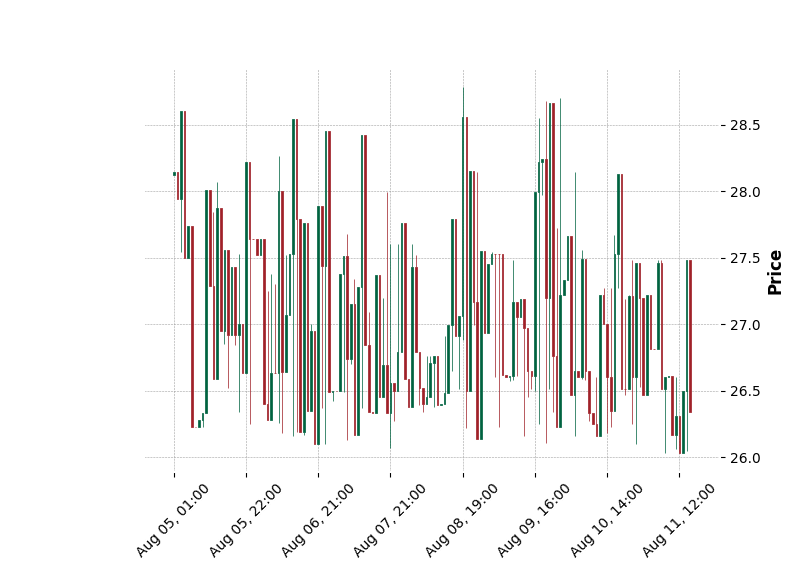 28.5
28.0
27.5
27.0
26.5
26.0
Price
Aug 05, 01:00
Aug 05, 22:00
Aug 06, 21:00
Aug 07, 21:00
Aug 08, 19:00
Aug 09, 16:00
Aug 10, 14:00
Aug 11, 12:00